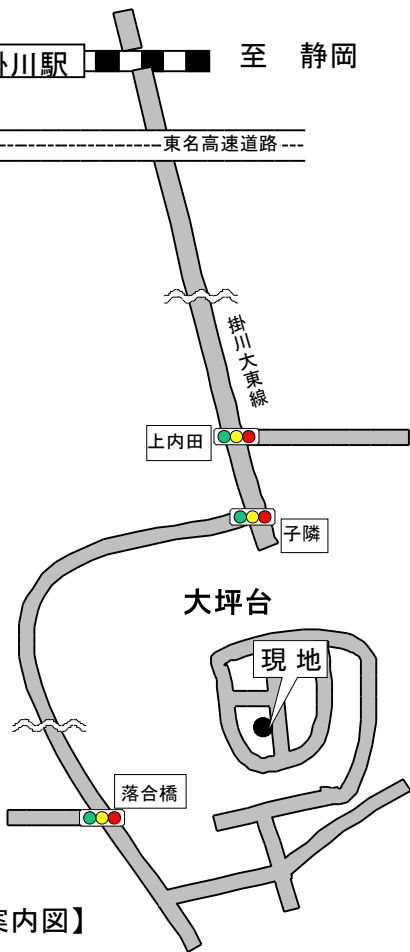 掛川駅
至　静岡
東名高速道路
掛川大東線
上内田
子隣
大坪台
現 地
落合橋
案内図】